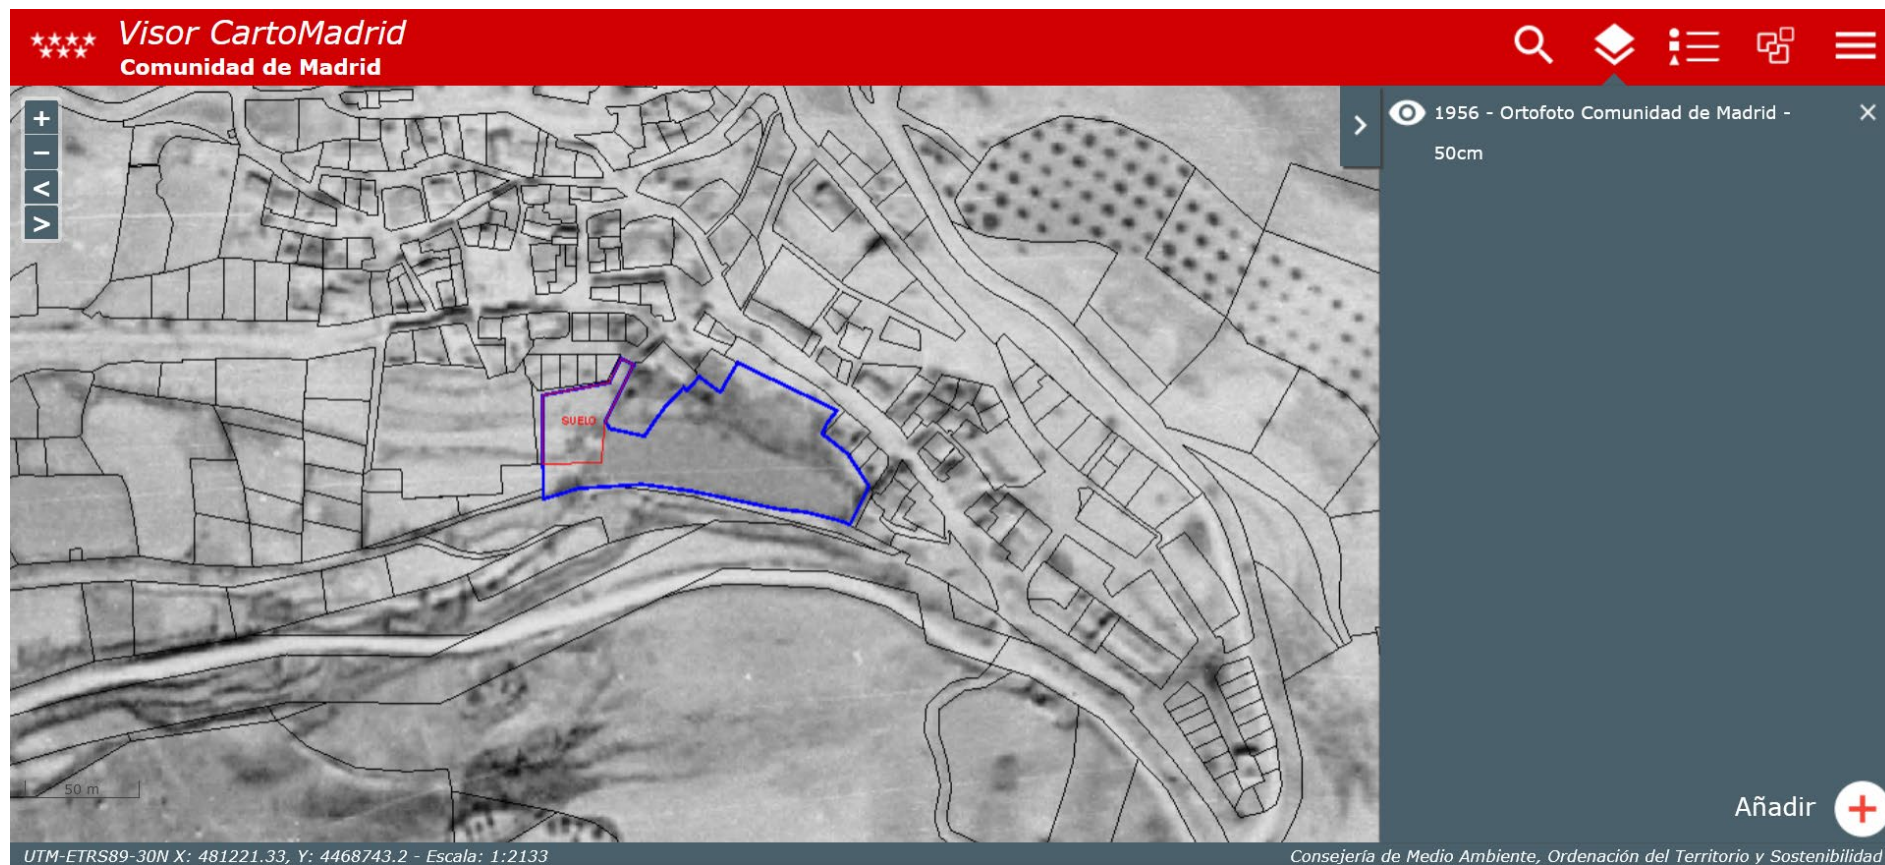 Visor CartoMadrid
Comunidad de Madrid
+
−
<
>
1956 - Ortofoto Comunidad de Madrid -
50cm
SUELO
50 m
Añadir
UTM-ETRS89-30N X: 481221.33, Y: 4468743.2 - Escala: 1:2133
Consejería de Medio Ambiente, Ordenación del Territorio y Sostenibilidad